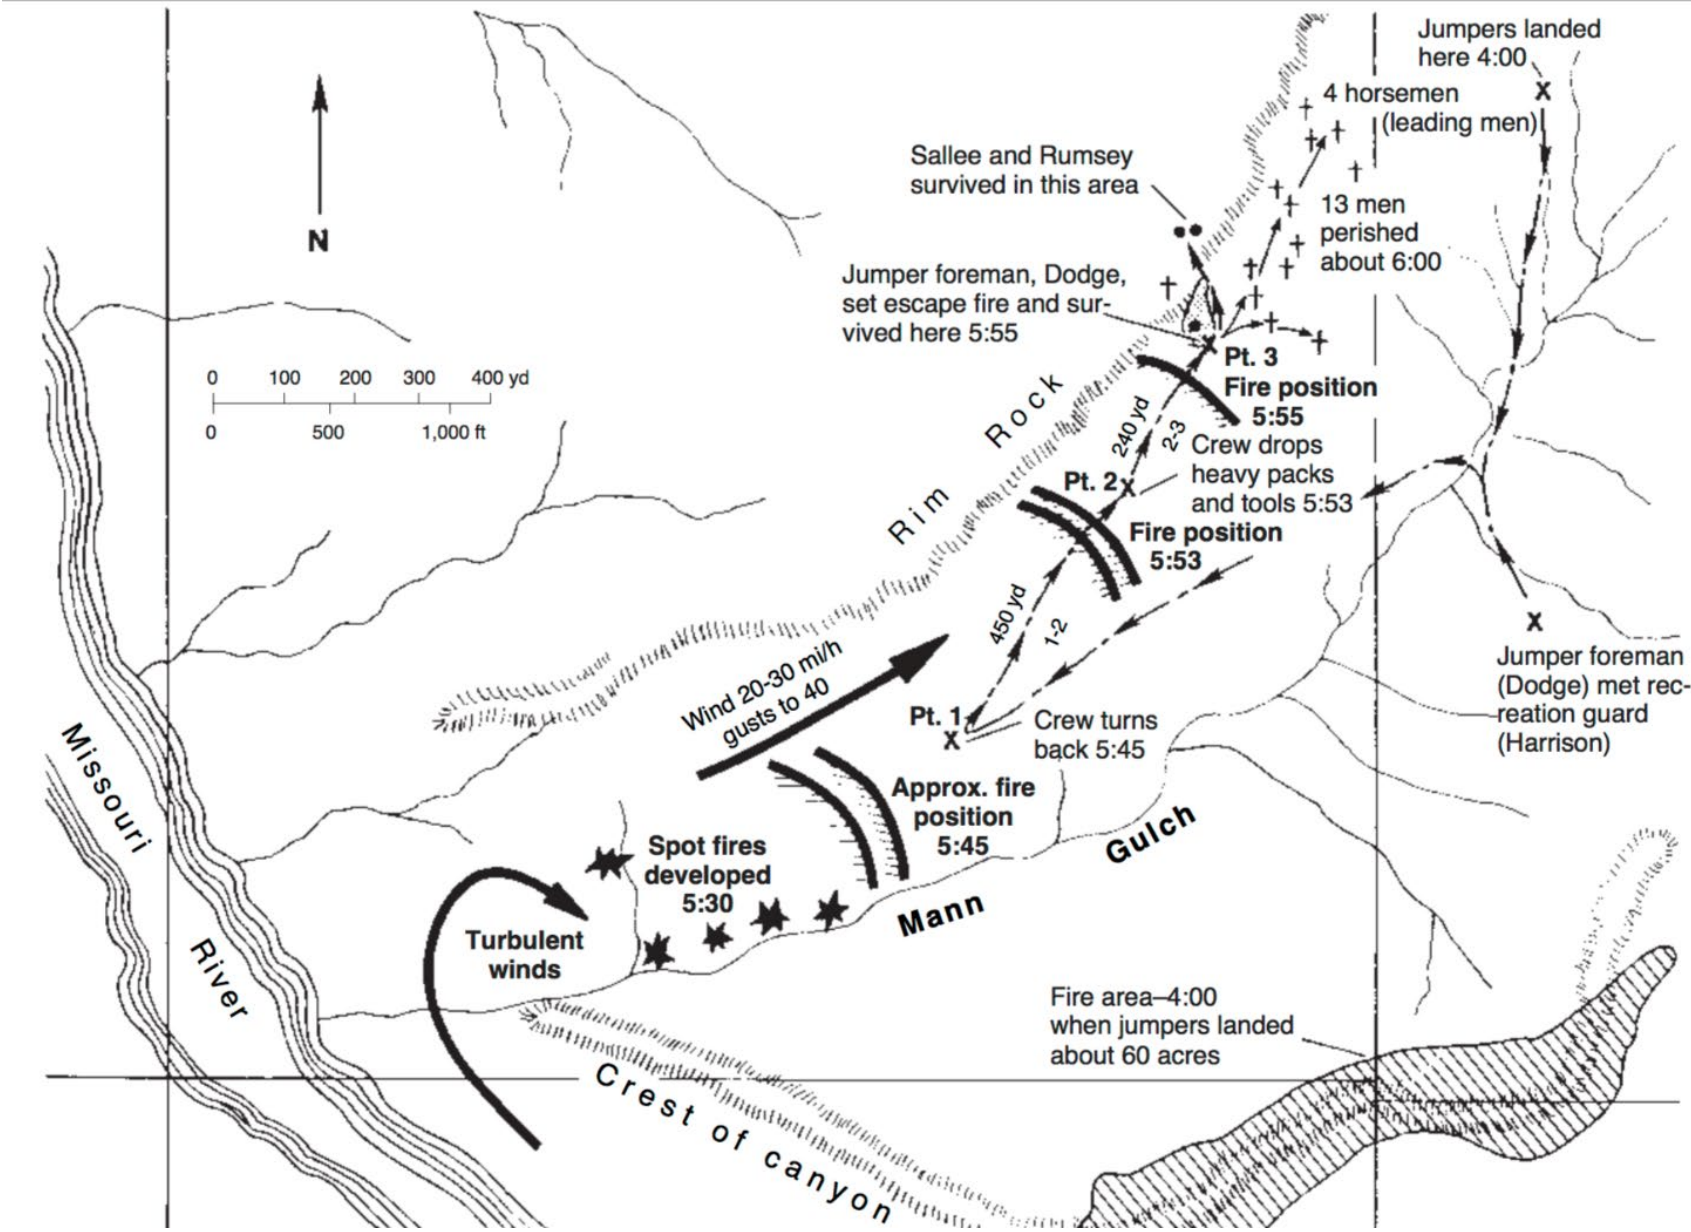 Jumpers landed
here 4:00
X
4 horsemen
(leading men)
Sallee and Rumsey
survived in this area
13 men
perished
about 6:00
N
Jumper foreman, Dodge,
set escape fire and sur-
vived here 5:55
X
Pt. 3
Fire position
5:55
0 100 200 300 400 yd
0 500 1,000 ft
Rim Rock
240 yd
2-3
Crew drops
heavy packs
and tools 5:53
Pt. 2
X
Fire position
5:53
450 yd
1-2
X
Jumper foreman
(Dodge) met rec-
reation guard
(Harrison)
Wind 20-30 mi/h
gusts to 40
Pt. 1
X
Crew turns
back 5:45
Missouri River
Approx. fire
position
5:45
Spot fires
developed
5:30
Mann Gulch
Turbulent
winds
Fire area–4:00
when jumpers landed
about 60 acres
Crest of canyon